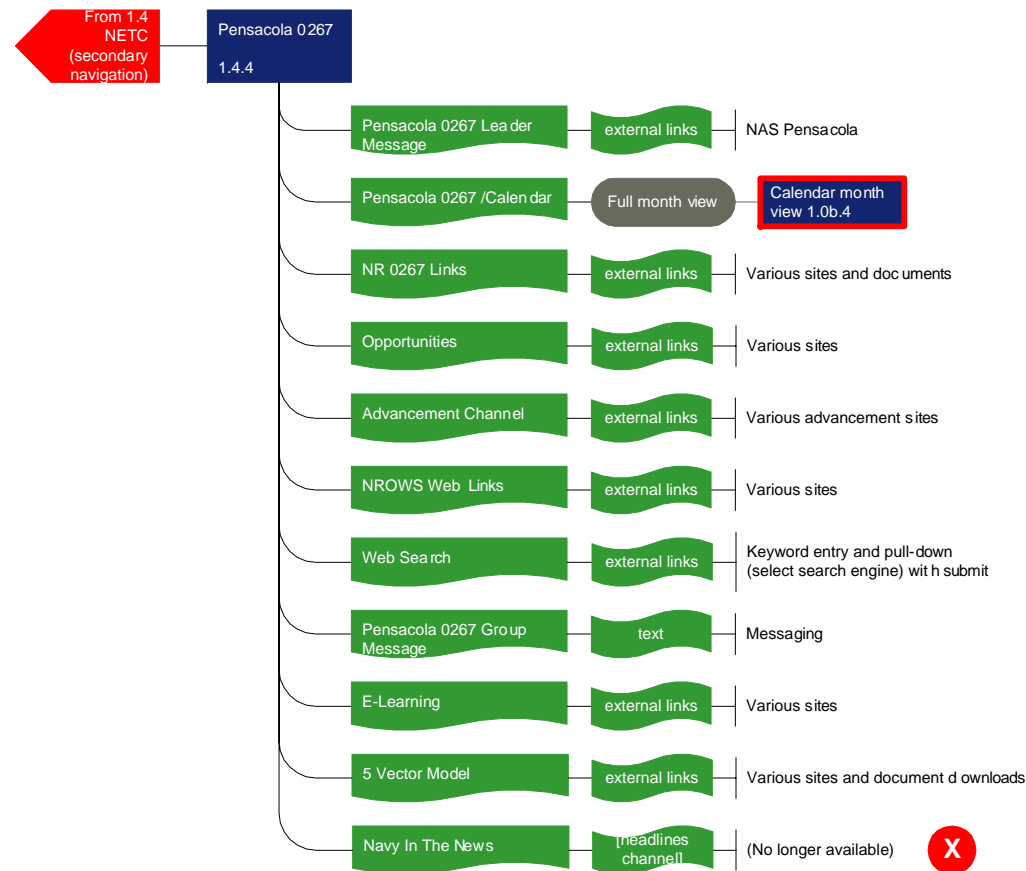 From 1.4
NETC
(secondary
navigation)
Pensacola 0267
1.4.4
Pensacola 0267 Leader
Message
external links
NAS Pensacola
Pensacola 0267 /Calendar
Full month view
Calendar month
view 1.0b.4
NR 0267 Links
external links
Various sites and documents
Opportunities
external links
Various sites
Advancement Channel
external links
Various advancement sites
NROWS Web Links
external links
Various sites
Web Search
external links
Keyword entry and pull-down
(select search engine) with submit
Pensacola 0267 Group
Message
text
Messaging
E-Learning
external links
Various sites
5 Vector Model
external links
Various sites and document downloads
Navy In The News
[headlines
channel]
(No longer available)
X